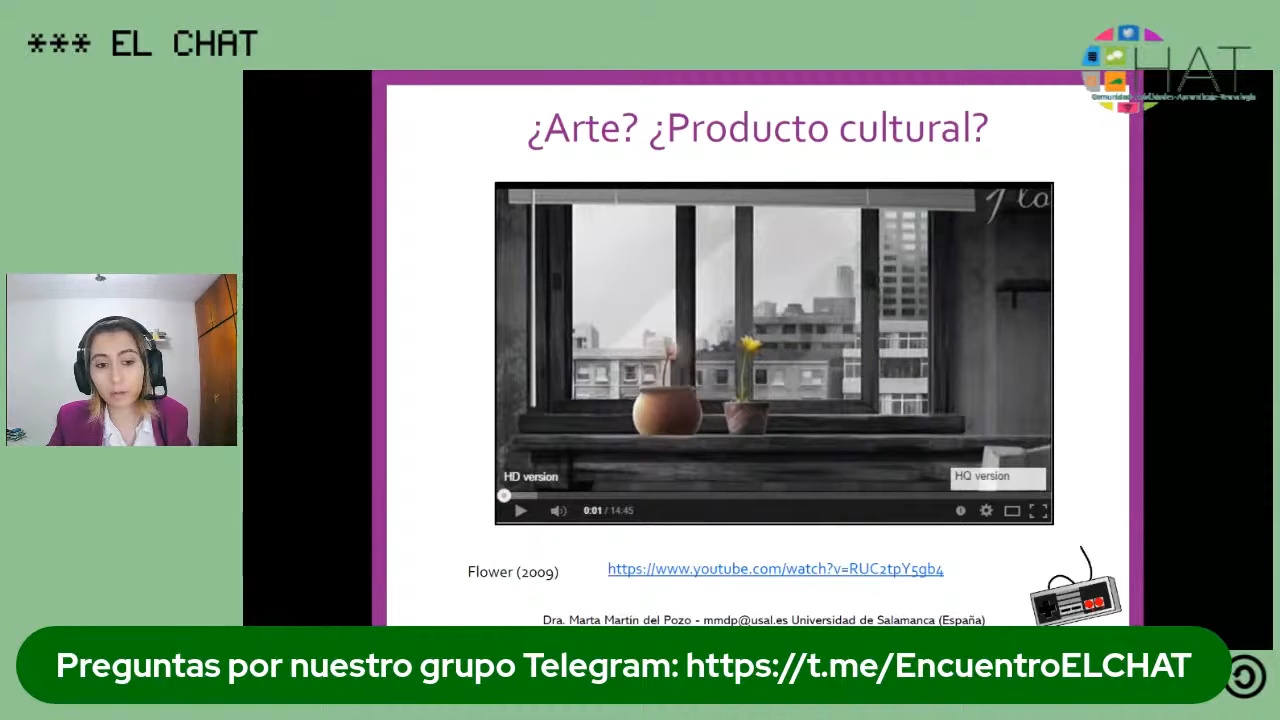 *** EL CHAT
HAT
¿Arte? ¿Producto cultural?
HD version
HQ version
0:01 / 14:45
Flower (2009)
https://www.youtube.com/watch?v=RUC2tpY5gb4
Dra. Marta Martín del Pozo - mmdp@usal.es Universidad de Salamanca (España)
Preguntas por nuestro grupo Telegram: https://t.me/EncuentroELCHAT